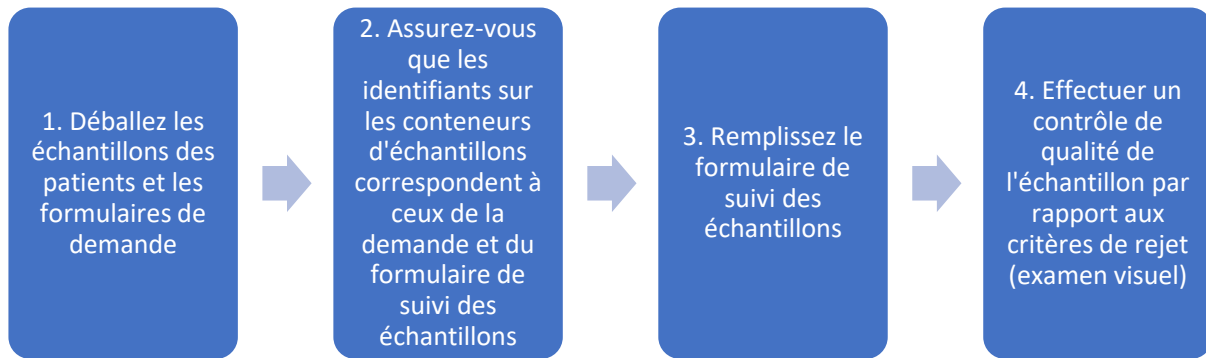 1. Déballez les
échantillons des
patients et les
formulaires de
demande
2. Assurez-vous
que les
identifiants sur
les conteneurs
d'échantillons
correspondent à
ceux de la
demande et du
formulaire de
suivi des
échantillons
3. Remplissez le
formulaire de
suivi des
échantillons
4. Effectuer un
contrôle de
qualité de
l'échantillon par
rapport aux
critères de rejet
(examen visuel)